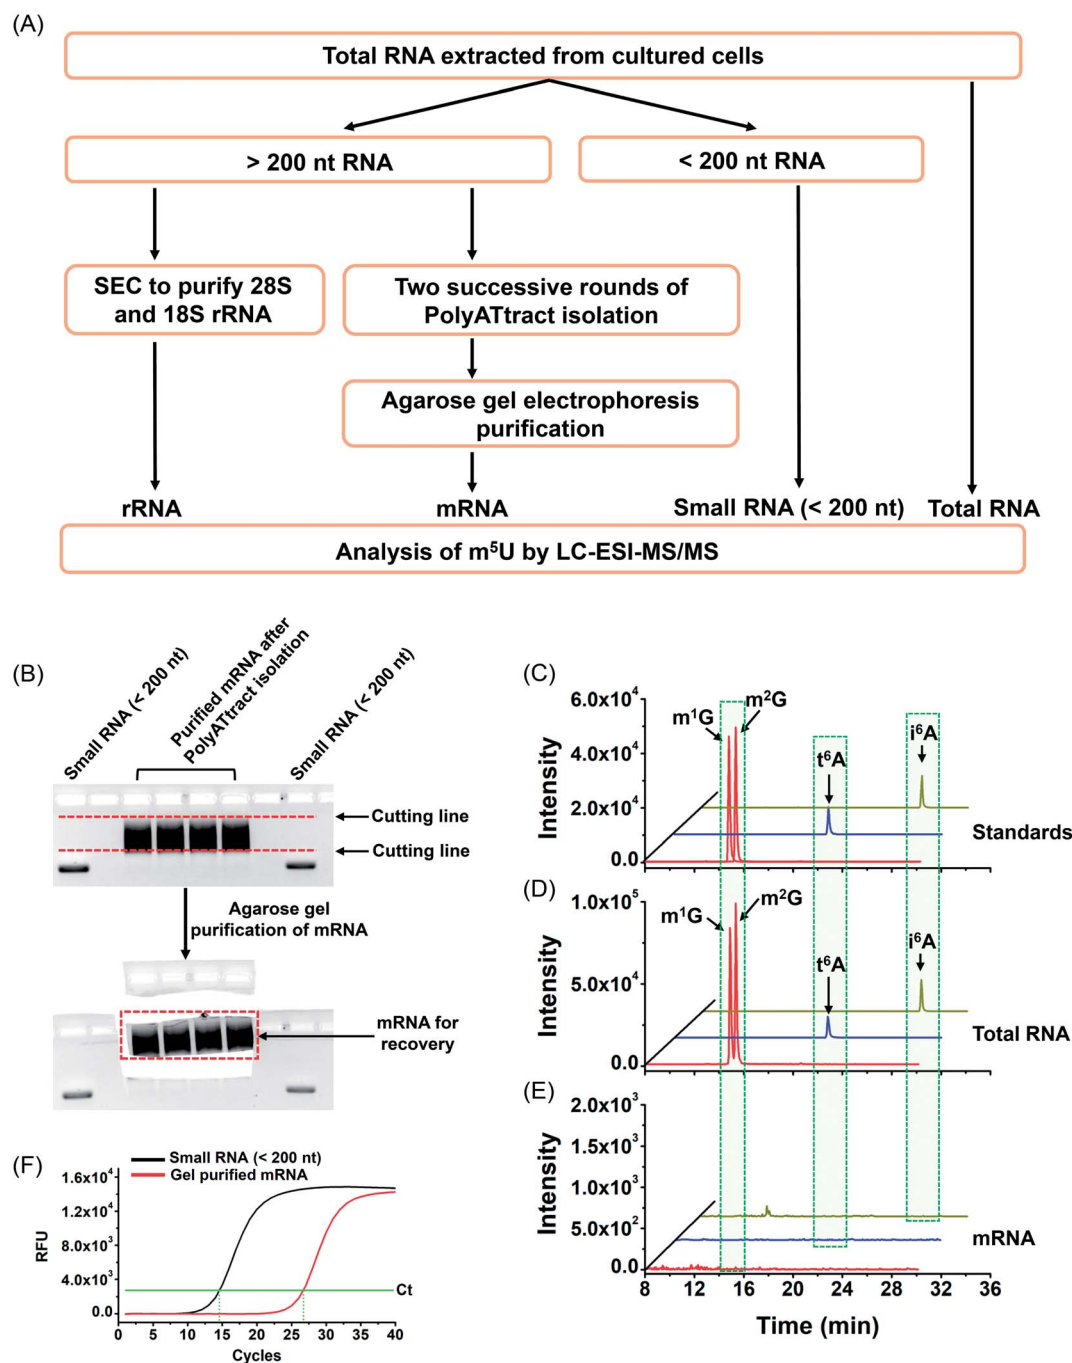 (A)
Total RNA extracted from cultured cells
> 200 nt RNA
< 200 nt RNA
SEC to purify 28S
and 18S rRNA
Two successive rounds of
PolyATtract isolation
Agarose gel electrophoresis
purification
rRNA
mRNA
Small RNA (< 200 nt)
Total RNA
Analysis of m⁵U by LC-ESI-MS/MS
(B)
Small RNA (< 200 nt)
Purified mRNA after
PolyATtract isolation
Small RNA (< 200 nt)
Cutting line
Cutting line
Agarose gel
purification of mRNA
mRNA for
recovery
(C)
6.0x10⁴
4.0x10⁴
2.0x10⁴
0.0
Intensity
m¹G
m²G
t⁶A
i⁶A
Standards
(D)
1.0x10⁵
5.0x10⁴
0.0
Intensity
m¹G
m²G
t⁶A
i⁶A
Total RNA
(E)
2.0x10³
1.5x10³
1.0x10³
5.0x10²
0.0
Intensity
mRNA
8 12 16 20 24 28 32 36
Time (min)
(F)
Small RNA (< 200 nt)
Gel purified mRNA
1.6x10⁴
1.2x10⁴
8.0x10³
4.0x10³
0.0
RFU
Ct
0 5 10 15 20 25 30 35 40
Cycles